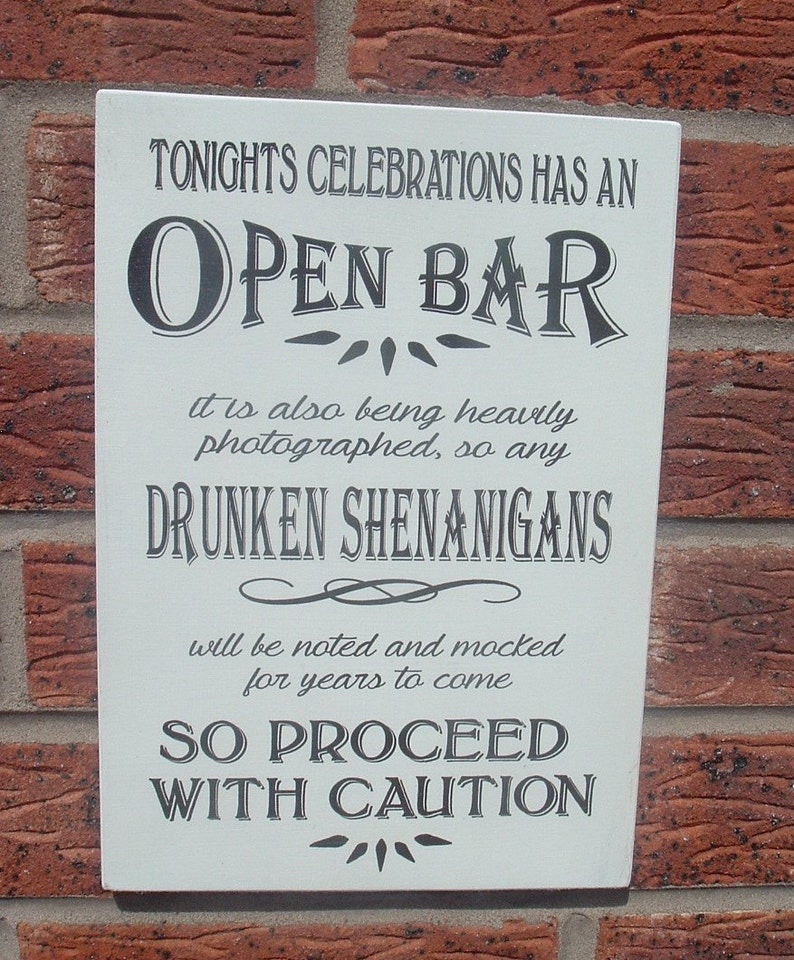 TONIGHTS CELEBRATIONS HAS AN
OPEN BAR
it is also being heavily
photographed, so any
DRUNKEN SHENANIGANS
will be noted and mocked
for years to come
SO PROCEED
WITH CAUTION